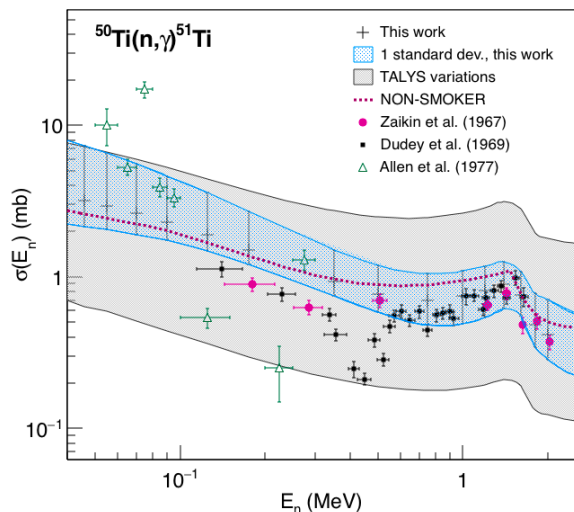 ⁵⁰Ti(n,γ)⁵¹Ti
This work
1 standard dev., this work
TALYS variations
NON-SMOKER
Zaikin et al. (1967)
Dudey et al. (1969)
Allen et al. (1977)
σ(Eₙ) (mb)
10
1
10⁻¹
10⁻¹
1
Eₙ (MeV)